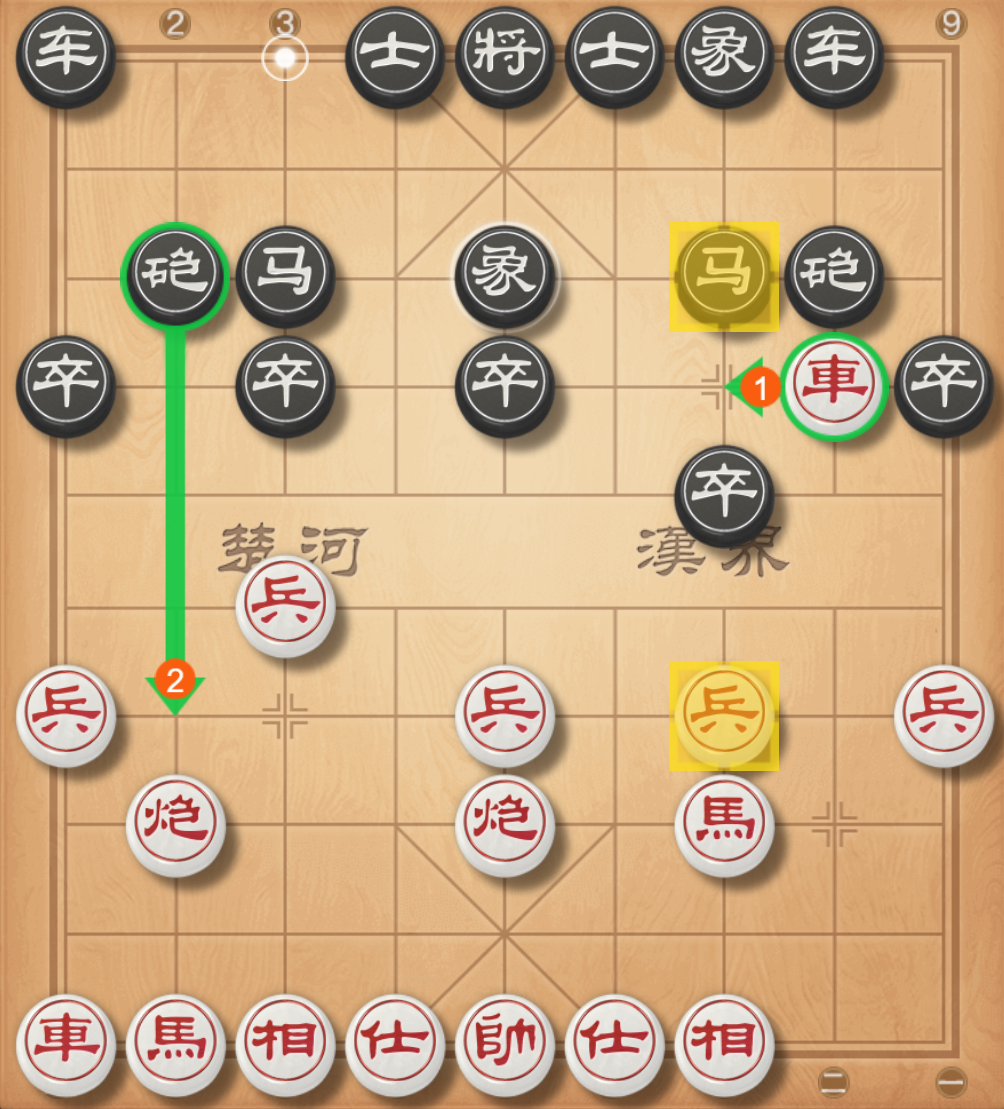 2 3 9
车 士 将 士 象 车
砲 马 象 马 砲
卒 卒 卒 1 車 卒
卒
楚 河 漢 界
兵
2
兵 兵 兵 兵
炮 炮 馬
車 馬 相 仕 帥 仕 相
二 一